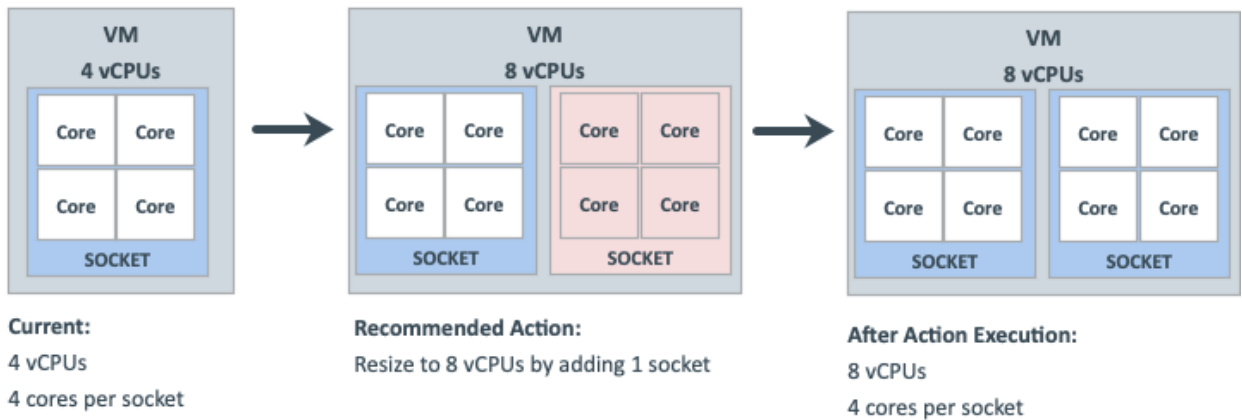 VM
4 vCPUs
Core Core
Core Core
SOCKET
VM
8 vCPUs
Core Core Core Core
Core Core Core Core
SOCKET SOCKET
VM
8 vCPUs
Core Core Core Core
Core Core Core Core
SOCKET SOCKET
Current:
4 vCPUs
4 cores per socket
Recommended Action:
Resize to 8 vCPUs by adding 1 socket
After Action Execution:
8 vCPUs
4 cores per socket